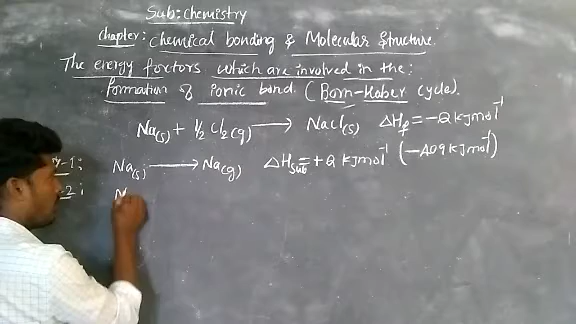 Sub: Chemistry
chapter: Chemical bonding & Molecular Structure.
The energy factors which are involved in the:
formation of ionic bond. (Born-Haber cycle).
Na(s) + ½ Cl₂(g) ⟶ NaCl(s) ΔHf = -Q kJmol⁻¹
-1: Na(s) ⟶ Na(g) ΔHsub = +Q kJmol⁻¹ (-409 kJmol⁻¹)
-2: N